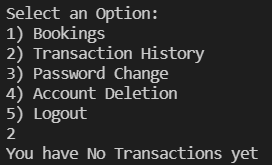 Select an Option:
1) Bookings
2) Transaction History
3) Password Change
4) Account Deletion
5) Logout
2
You have No Transactions yet